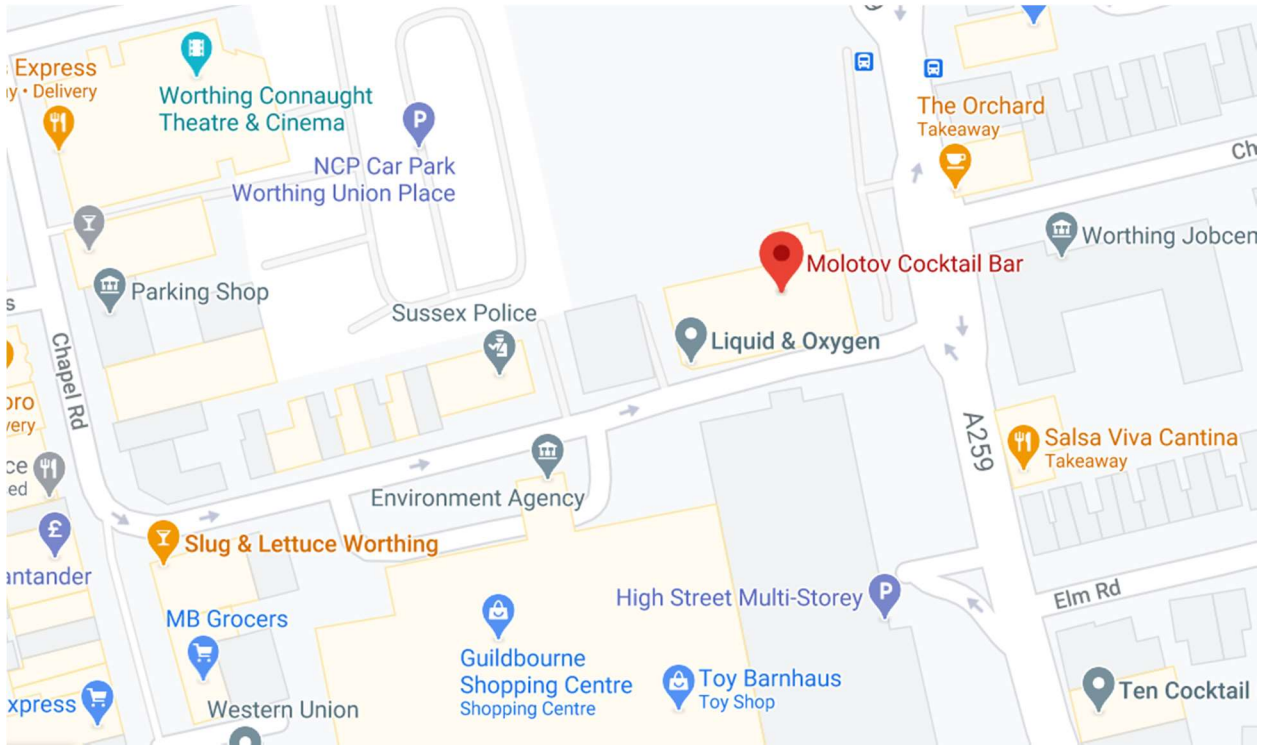 Express
• Delivery
Worthing Connaught
Theatre & Cinema
P
NCP Car Park
Worthing Union Place
The Orchard
Takeaway
Ch
Worthing Jobcen
Molotov Cocktail Bar
Parking Shop
Sussex Police
Liquid & Oxygen
s
Chapel Rd
oro
very
A259
Salsa Viva Cantina
Takeaway
ce
ed
Environment Agency
Slug & Lettuce Worthing
£
antander
High Street Multi-Storey
P
Elm Rd
MB Grocers
Guildbourne
Shopping Centre
Shopping Centre
Toy Barnhaus
Toy Shop
Ten Cocktail
xpress
Western Union